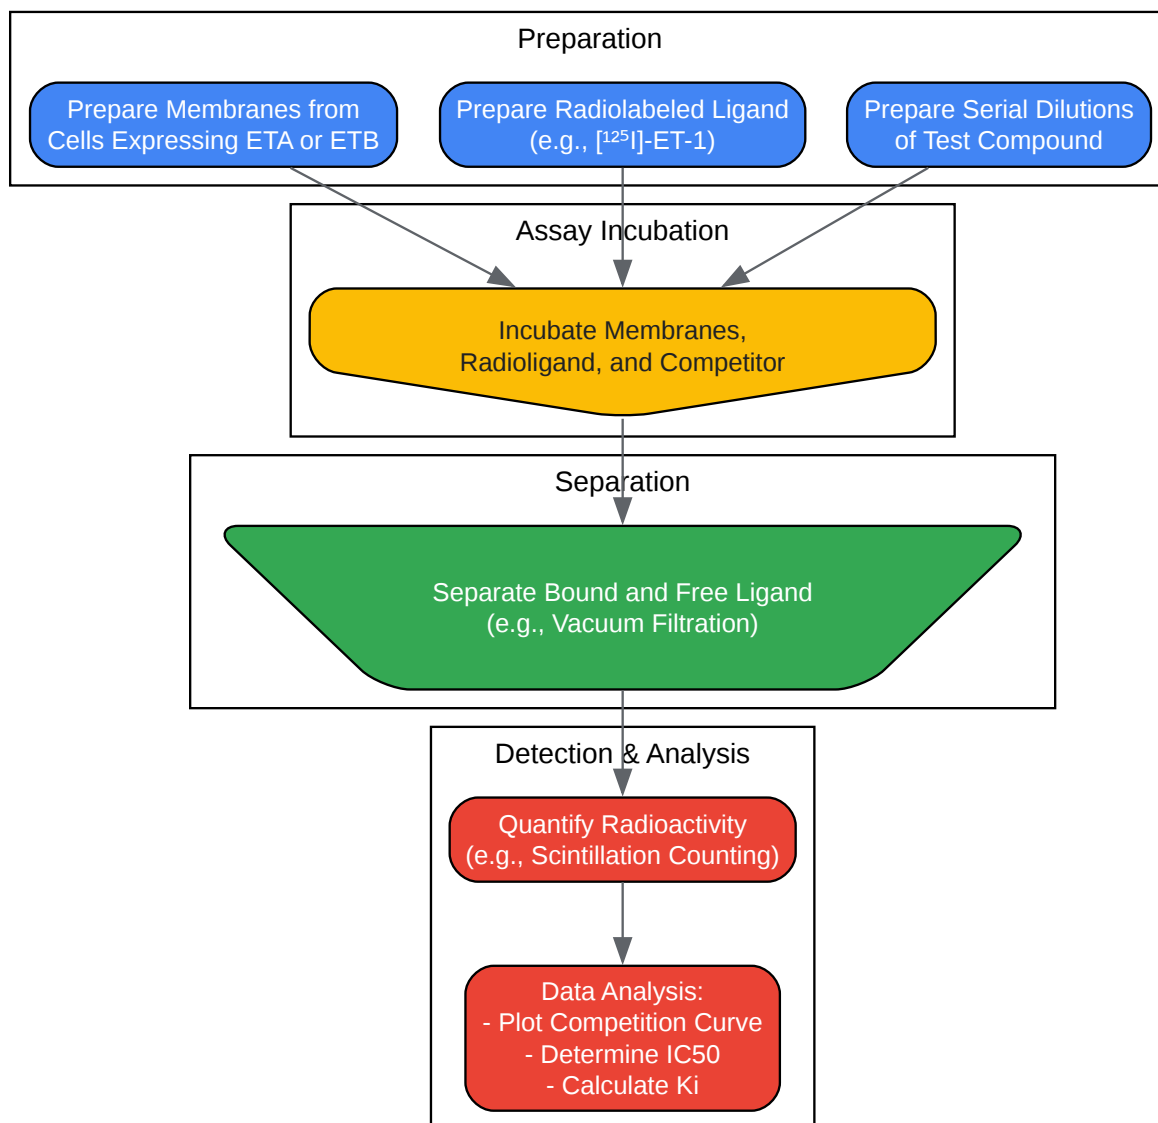 Preparation
Prepare Membranes from
Cells Expressing ETA or ETB
Prepare Radiolabeled Ligand
(e.g., [¹²⁵I]-ET-1)
Prepare Serial Dilutions
of Test Compound
Assay Incubation
Incubate Membranes,
Radioligand, and Competitor
Separation
Separate Bound and Free Ligand
(e.g., Vacuum Filtration)
Detection & Analysis
Quantify Radioactivity
(e.g., Scintillation Counting)
Data Analysis:
- Plot Competition Curve
- Determine IC50
- Calculate Ki